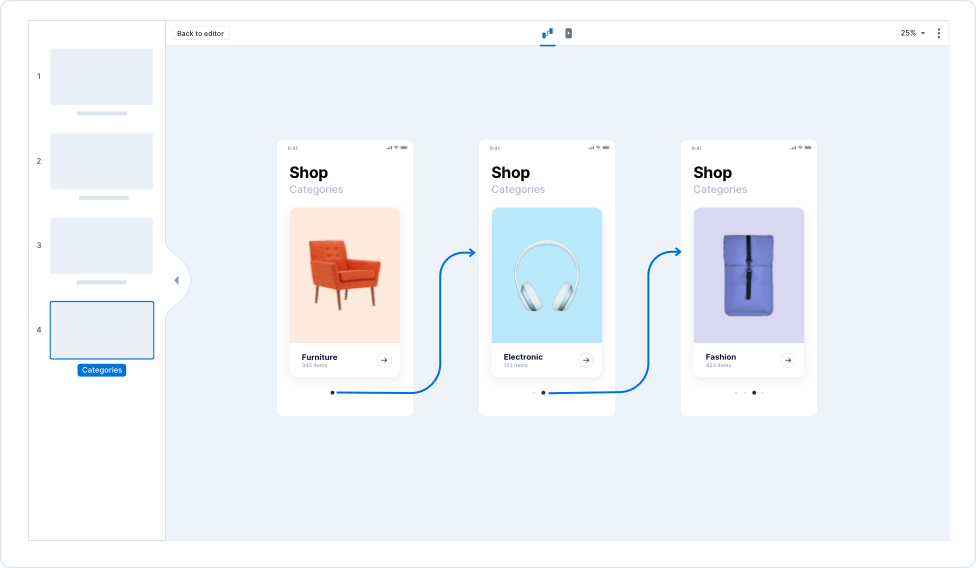 Back to editor
25%
1
2
3
4
Categories
9:41
Shop
Categories
Furniture
345 items
9:41
Shop
Categories
Electronic
123 items
9:41
Shop
Categories
Fashion
423 items